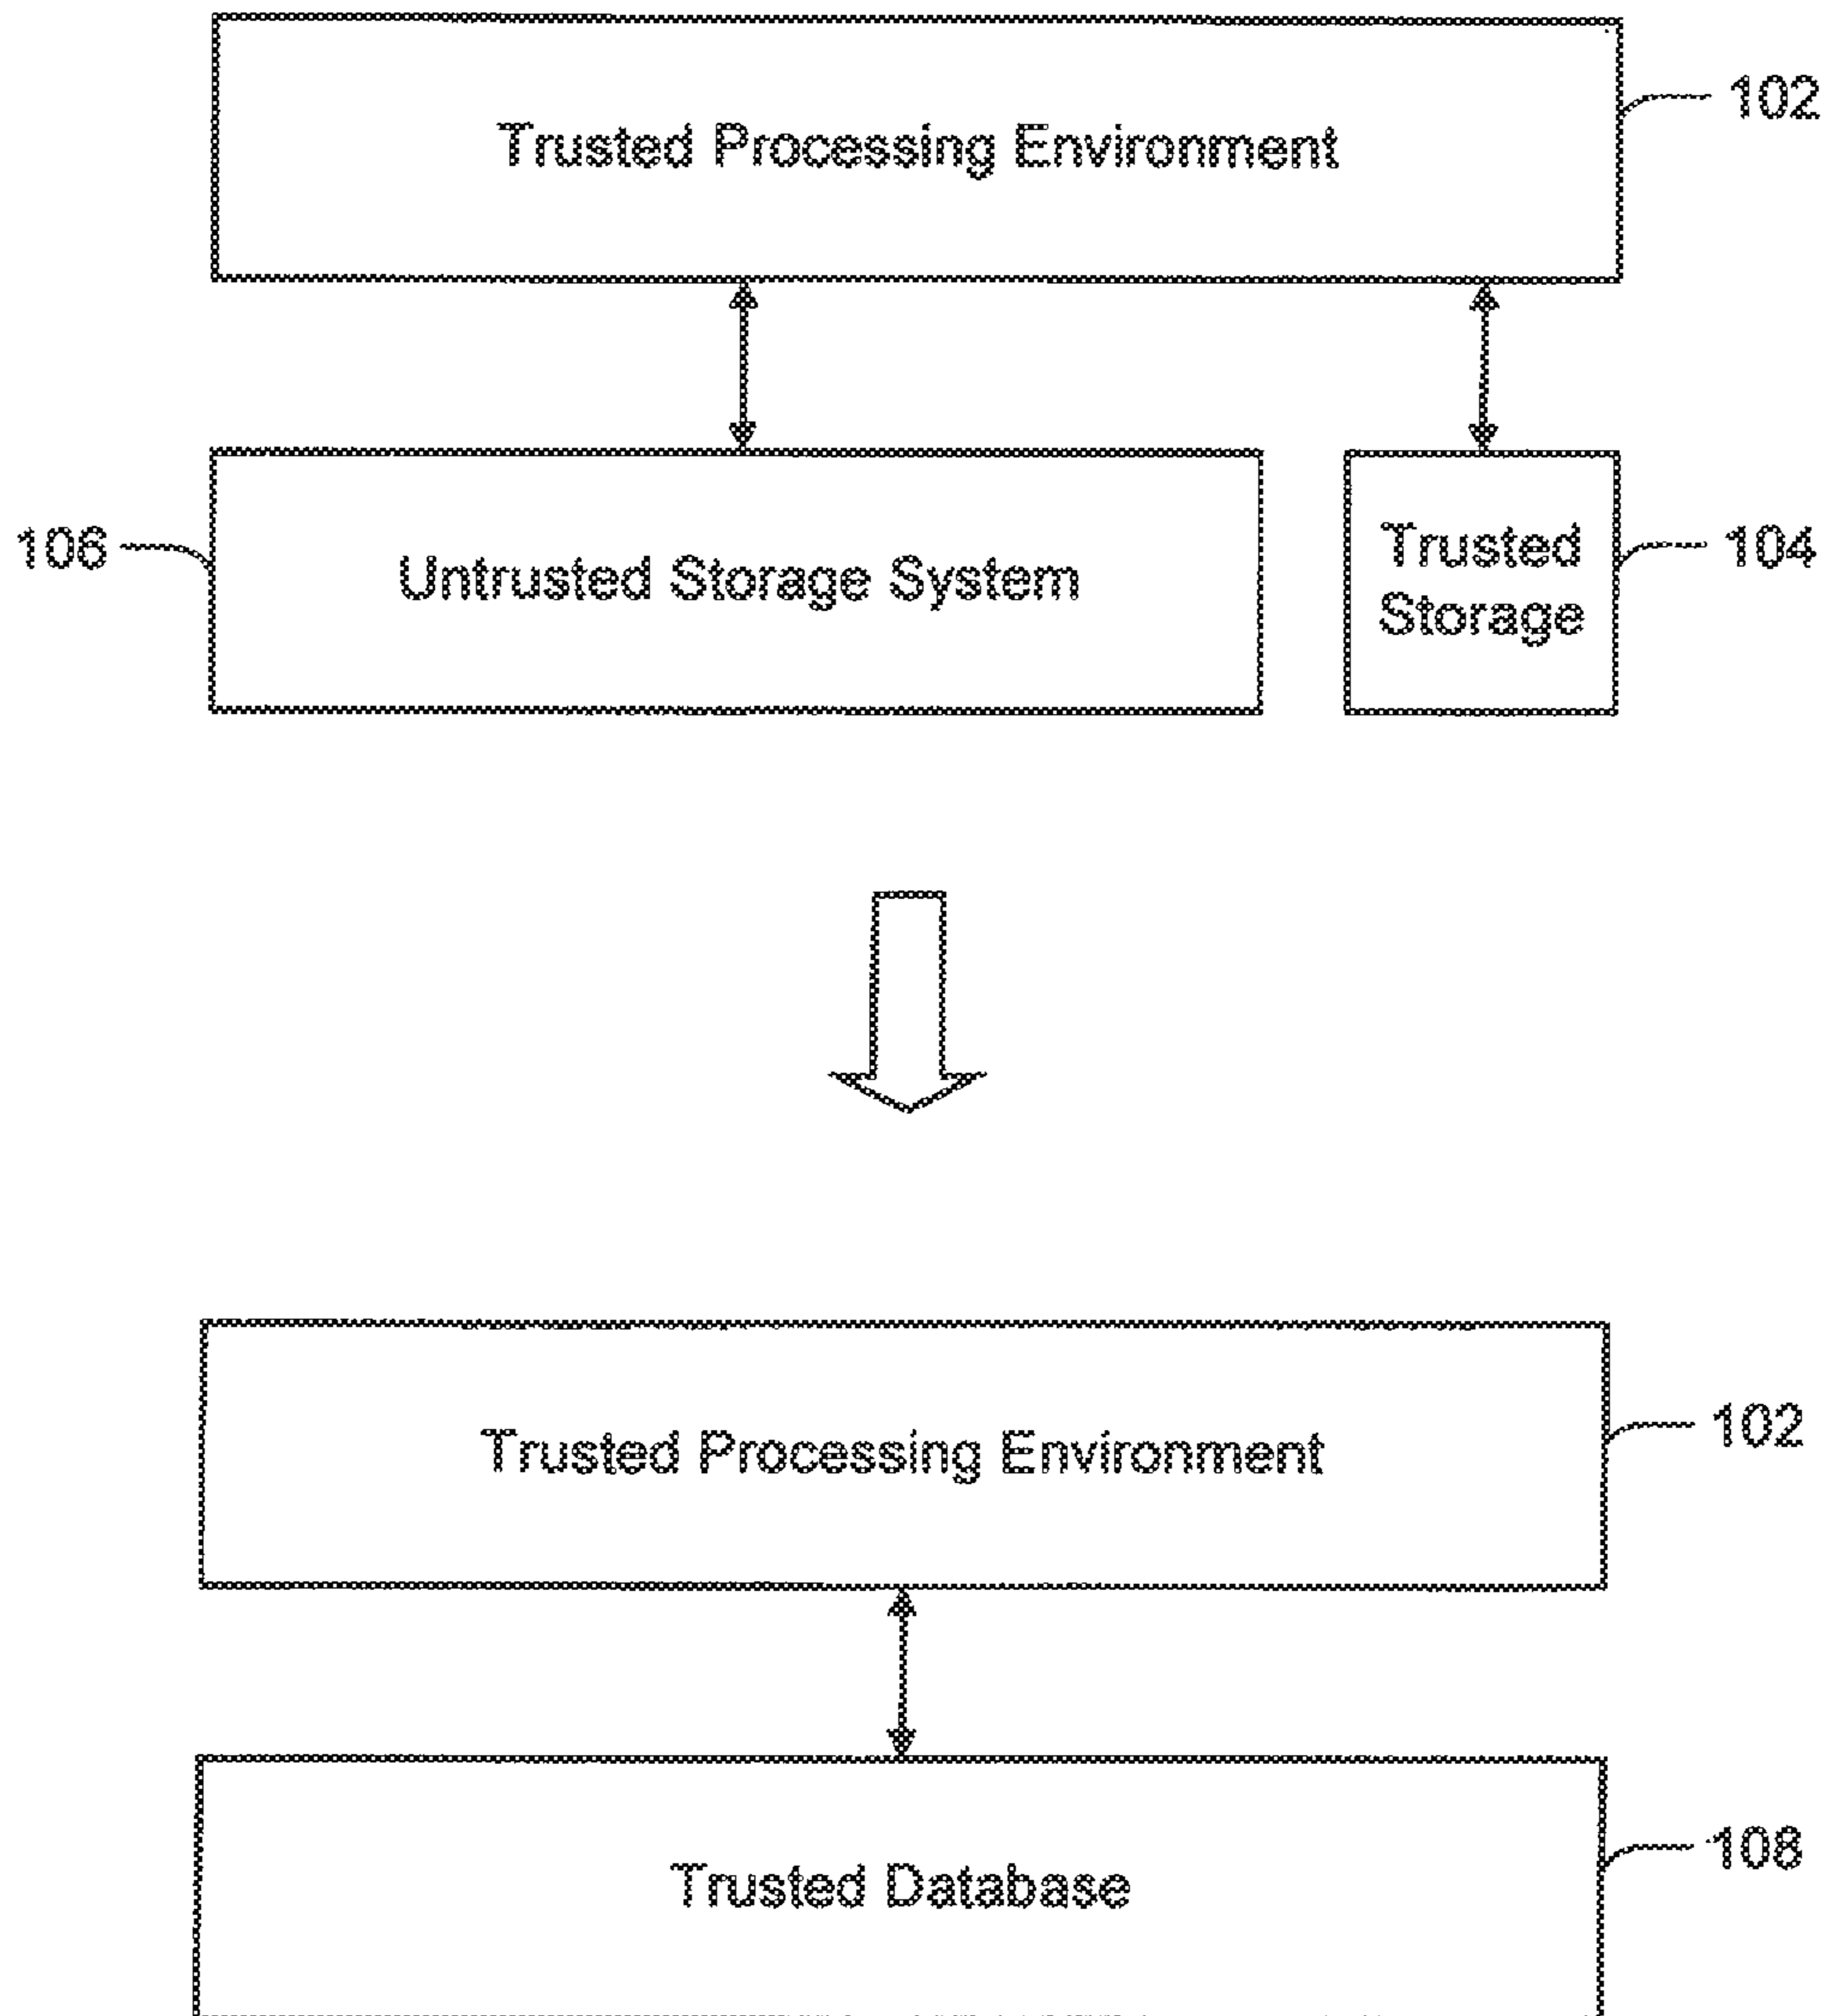 Trusted Processing Environment
102
106
Untrusted Storage System
Trusted
Storage
104
Trusted Processing Environment
102
Trusted Database
108